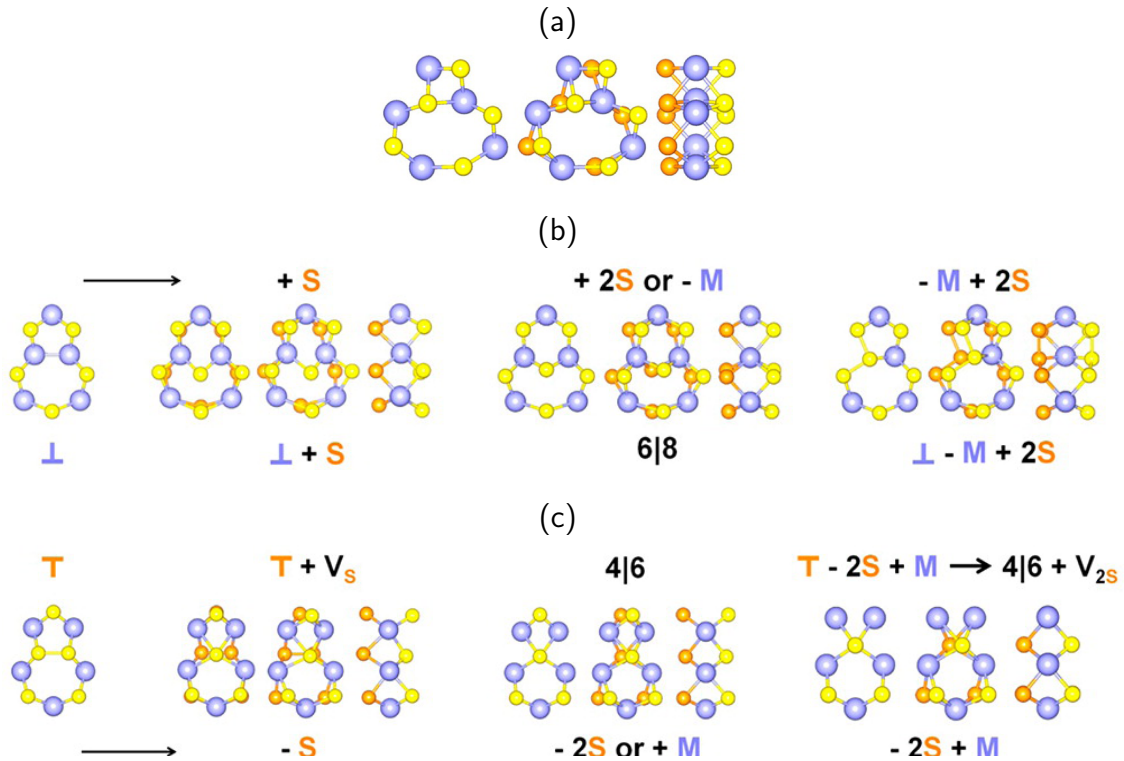 (a)
(b)
+ S
+ 2S or - M
- M + 2S
⊥
⊥ + S
6|8
⊥ - M + 2S
(c)
⊤
⊤ + V_S
4|6
⊤ - 2S + M → 4|6 + V_2S
- S
- 2S or + M
- 2S + M